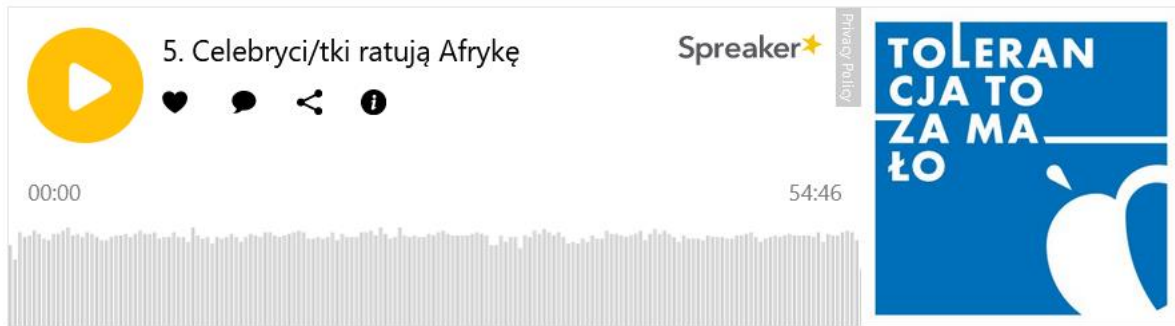 5. Celebryci/tki ratują Afrykę
Spreaker
Privacy Policy
00:00
54:46
TOLERAN
CJA TO
ZA MA
ŁO